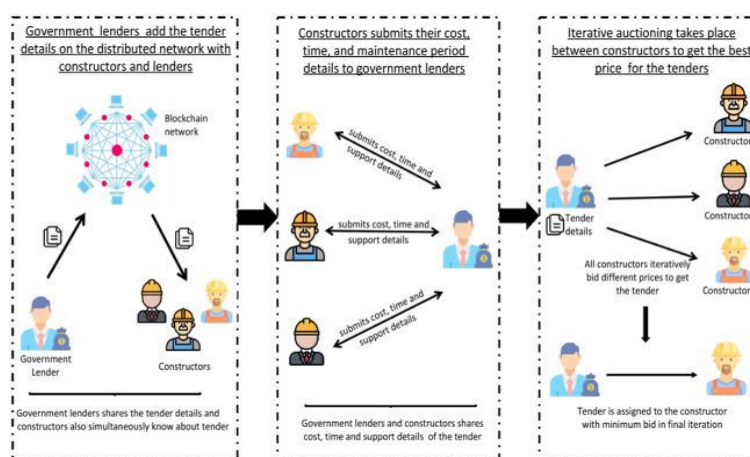 Government lenders add the tender
details on the distributed network with
constructors and lenders
Blockchain
network
Government
Lender
Constructors
Government lenders shares the tender details and
constructors also simultaneously know about tender
Constructors submits their cost,
time, and maintenance period
details to government lenders
submits cost, time and
support details
submits cost, time and
support details
submits cost, time and
support details
Government lenders and constructors shares
cost, time and support details of the tender
Iterative auctioning takes place
between constructors to get the best
price for the tenders
Constructor
Constructor
Tender
details
Constructor
All constructors iteratively
bid different prices to get
the tender
Tender is assigned to the constructor
with minimum bid in final iteration